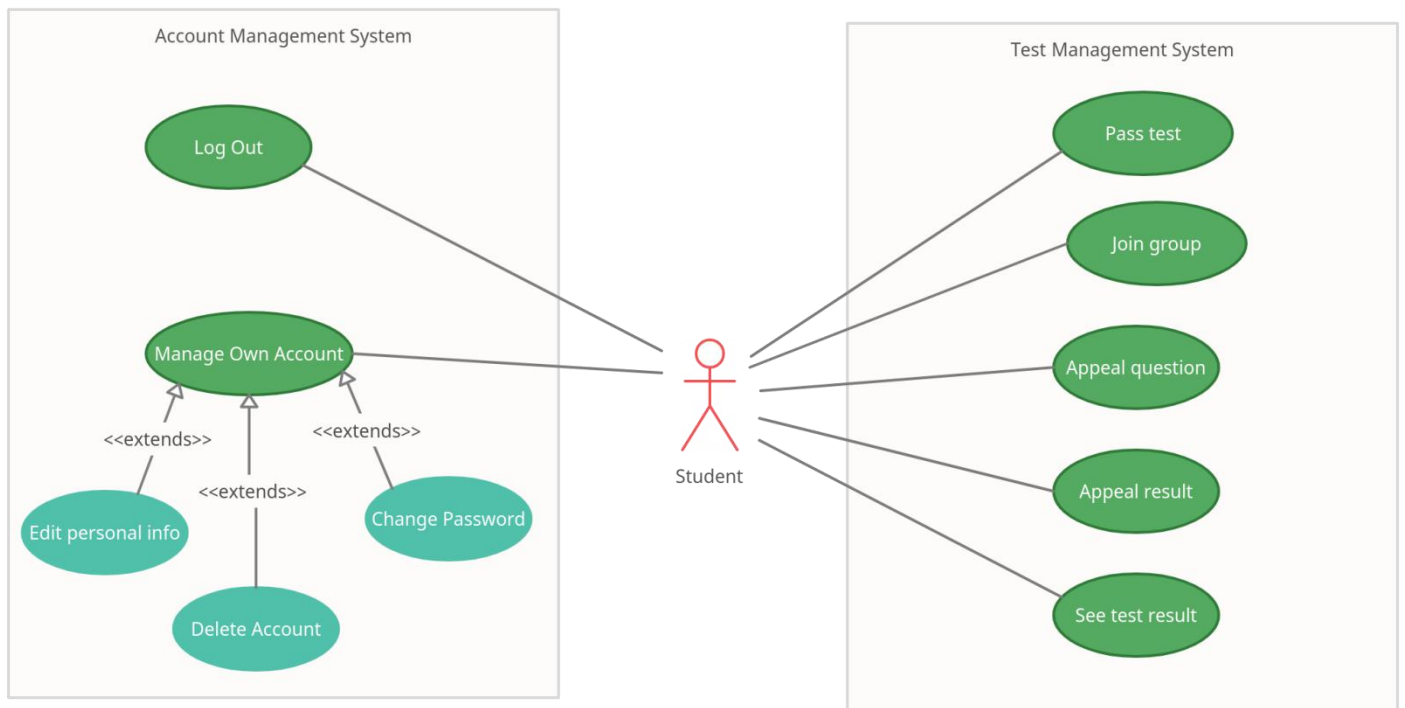 Account Management System
Log Out
Manage Own Account
<<extends>>
<<extends>>
<<extends>>
Edit personal info
Change Password
Delete Account
Student
Test Management System
Pass test
Join group
Appeal question
Appeal result
See test result